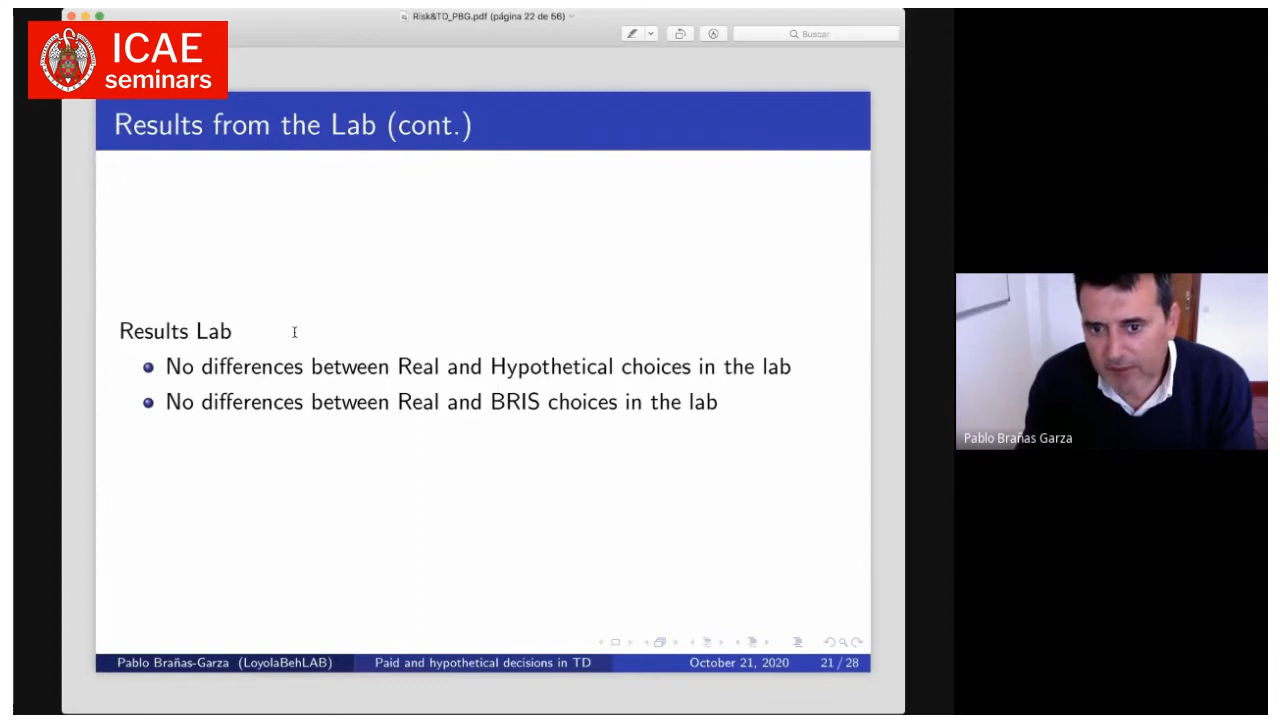 Risk&TD_PBG.pdf (página 22 de 56)
Buscar
ICAE
seminars
Results from the Lab (cont.)
Results Lab
No differences between Real and Hypothetical choices in the lab
No differences between Real and BRIS choices in the lab
Pablo Brañas Garza
Pablo Brañas-Garza (LoyolaBehLAB) Paid and hypothetical decisions in TD October 21, 2020 21 / 28